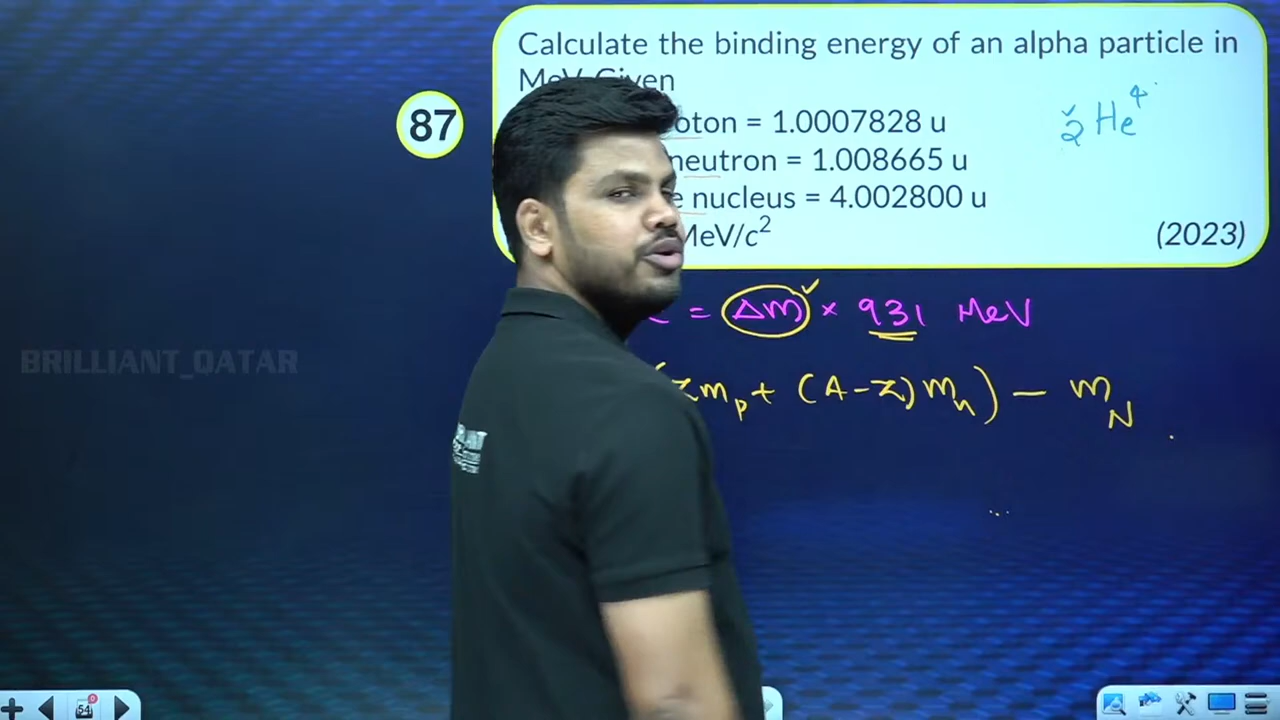 Calculate the binding energy of an alpha particle in
MeV. Given
87
oton = 1.0007828 u
neutron = 1.008665 u
e nucleus = 4.002800 u
MeV/c²
(2023)
₂He⁴
= Δm × 931 MeV
BRILLIANT_QATAR
Zmₚ + (A-Z)mₙ) - m_N
54